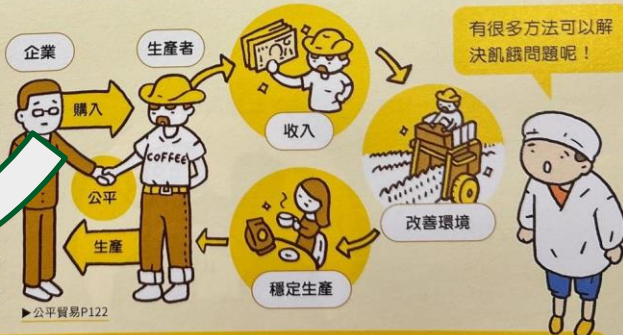 企業
生產者
購入
COFFEE
公平
生產
▶公平貿易P122
收入
改善環境
穩定生產
有很多方法可以解
決飢餓問題呢！